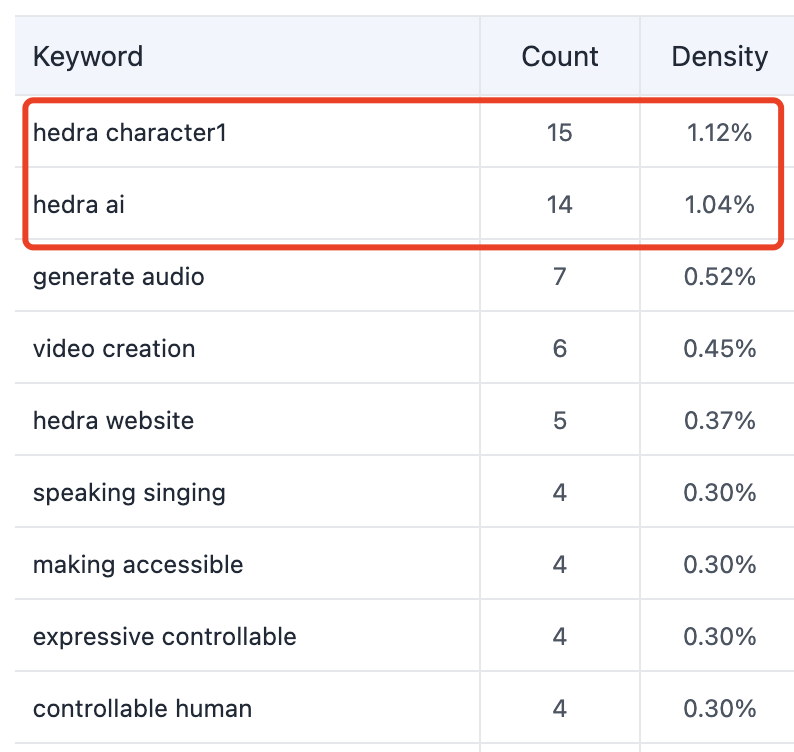 Keyword Count Density
hedra character1 15 1.12%
hedra ai 14 1.04%
generate audio 7 0.52%
video creation 6 0.45%
hedra website 5 0.37%
speaking singing 4 0.30%
making accessible 4 0.30%
expressive controllable 4 0.30%
controllable human 4 0.30%